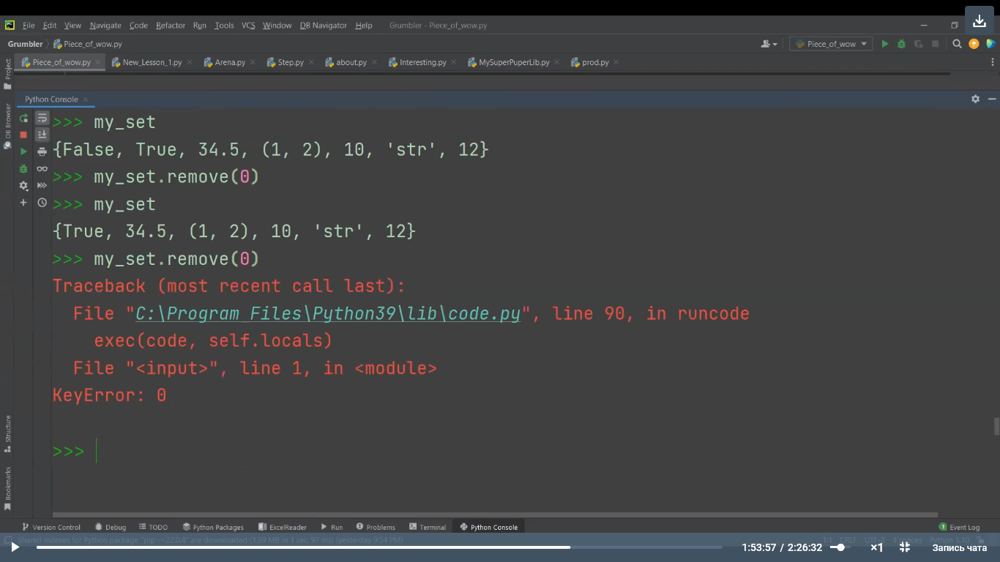 File Edit View Navigate Code Refactor Run Tools VCS Window DB Navigator Help Grumbler - Piece_of_wow.py
Grumbler Piece_of_wow.py Piece_of_wow
Piece_of_wow.py New_Lesson_1.py Arena.py Step.py about.py Interesting.py MySuperPuperLib.py prod.py
Project
DB Browser
Structure
Bookmarks
Python Console
>>> my_set
{False, True, 34.5, (1, 2), 10, 'str', 12}
>>> my_set.remove(0)
>>> my_set
{True, 34.5, (1, 2), 10, 'str', 12}
>>> my_set.remove(0)
Traceback (most recent call last):
File "C:\Program Files\Python39\lib\code.py", line 90, in runcode
exec(code, self.locals)
File "<input>", line 1, in <module>
KeyError: 0
>>>
Version Control Debug TODO Python Packages ExcelReader Run Problems Terminal Python Console 1 Event Log
Shared indexes for Python package "pip==22.0.4" are downloaded (1.69 MB in 1 sec, 97 ms) (yesterday 9:54 PM) 1:1 CRLF UTF-8 4 spaces Python 3.10
1:53:57 / 2:26:32 ×1 Запись чата